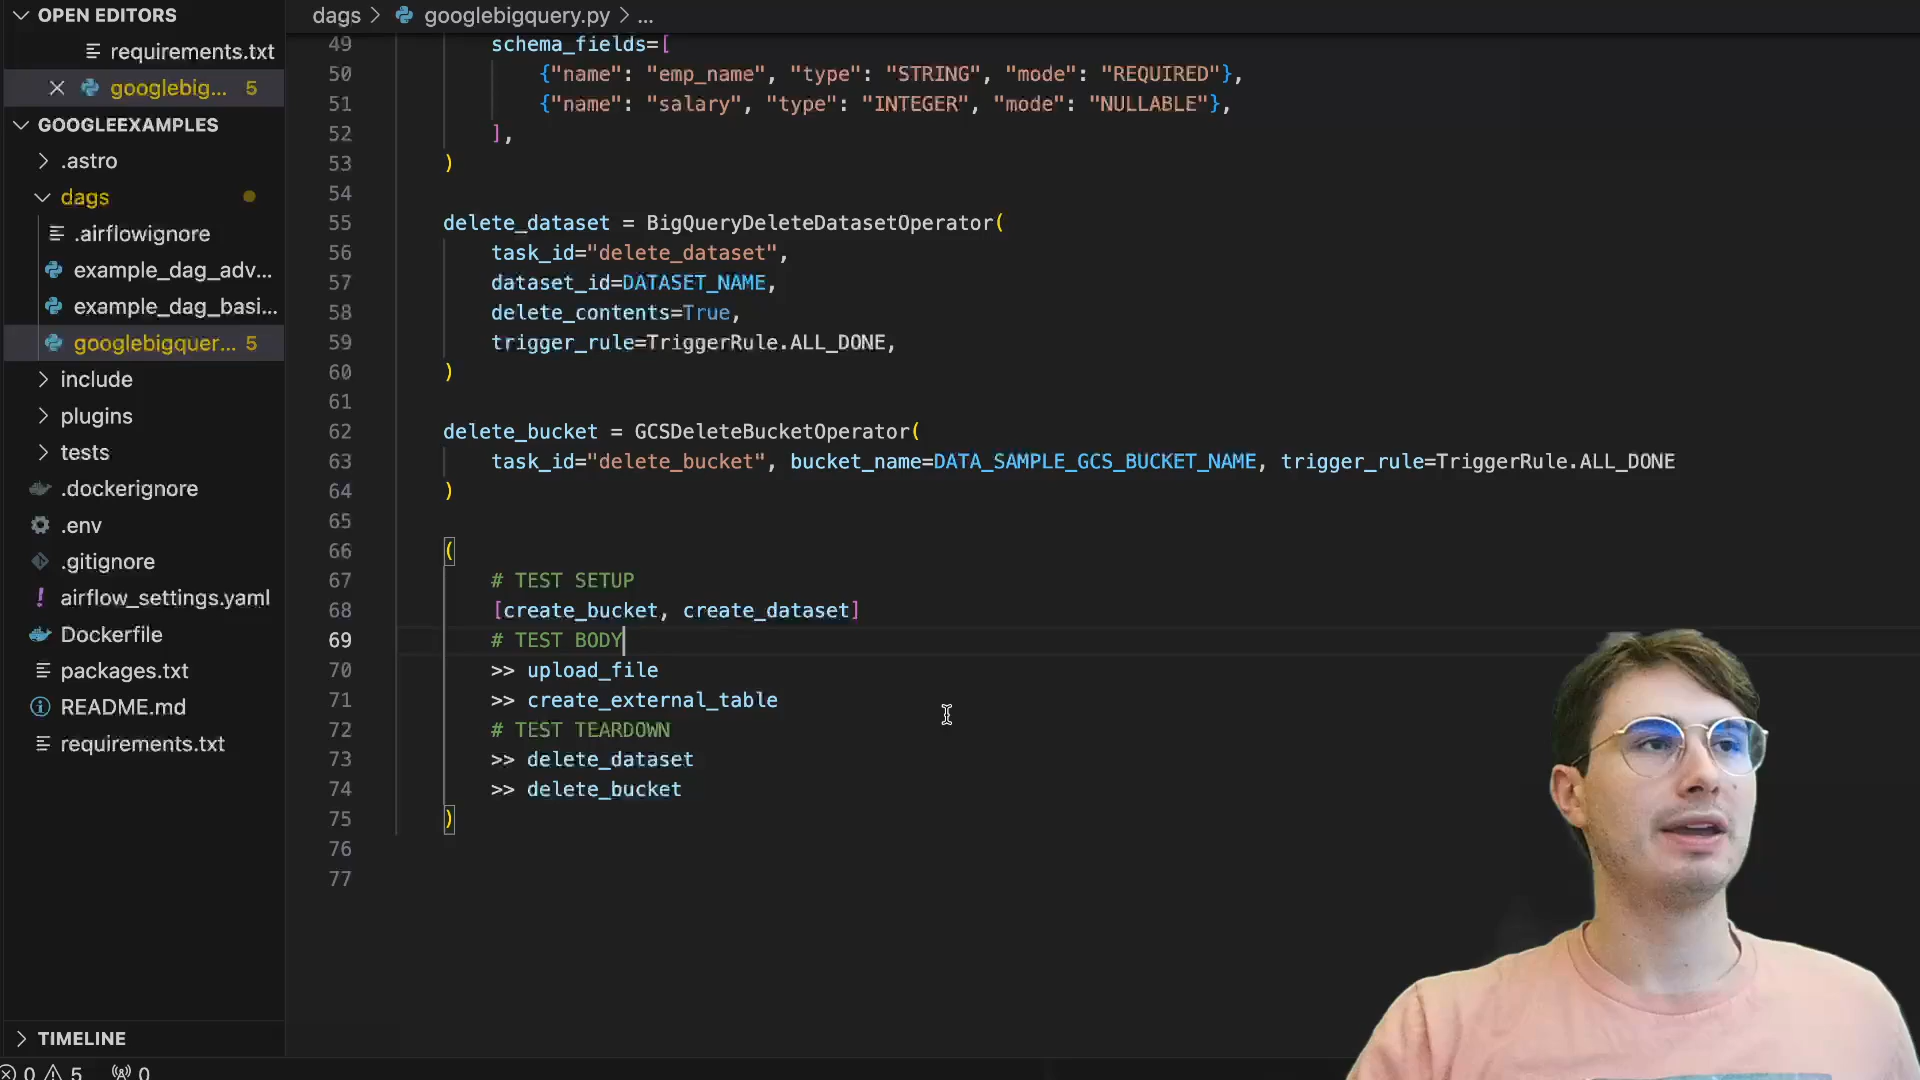 OPEN EDITORS
requirements.txt
googlebig... 5
GOOGLEEXAMPLES
.astro
dags
.airflowignore
example_dag_adv...
example_dag_basi...
googlebigquer... 5
include
plugins
tests
.dockerignore
.env
.gitignore
airflow_settings.yaml
Dockerfile
packages.txt
README.md
requirements.txt
TIMELINE
0 5 0
dags > googlebigquery.py > ...
49 schema_fields=[
50 {"name": "emp_name", "type": "STRING", "mode": "REQUIRED"},
51 {"name": "salary", "type": "INTEGER", "mode": "NULLABLE"},
52 ],
53 )
54
55 delete_dataset = BigQueryDeleteDatasetOperator(
56 task_id="delete_dataset",
57 dataset_id=DATASET_NAME,
58 delete_contents=True,
59 trigger_rule=TriggerRule.ALL_DONE,
60 )
61
62 delete_bucket = GCSDeleteBucketOperator(
63 task_id="delete_bucket", bucket_name=DATA_SAMPLE_GCS_BUCKET_NAME, trigger_rule=TriggerRule.ALL_DONE
64 )
65
66 (
67 # TEST SETUP
68 [create_bucket, create_dataset]
69 # TEST BODY
70 >> upload_file
71 >> create_external_table
72 # TEST TEARDOWN
73 >> delete_dataset
74 >> delete_bucket
75 )
76
77